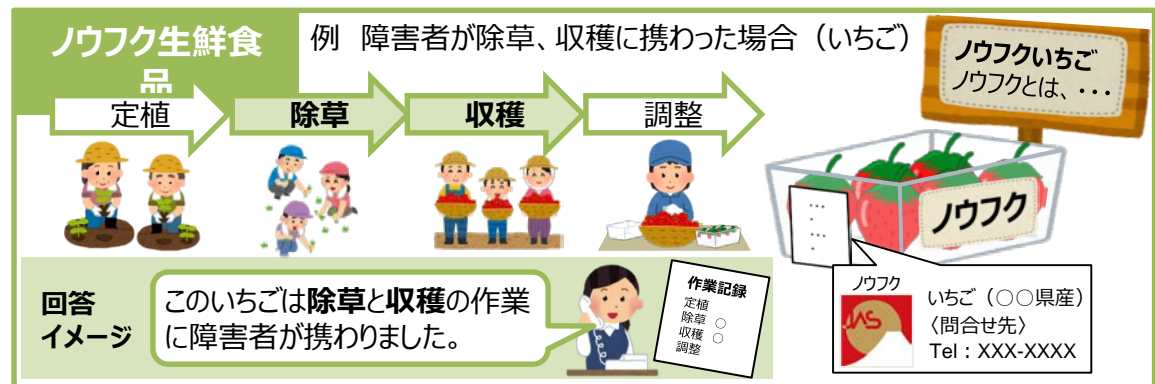 ノウフク生鮮食
品
例 障害者が除草、収穫に携わった場合（いちご）
定植
除草
収穫
調整
ノウフクいちご
ノウフクとは、・・・
ノウフク
回答
イメージ
このいちごは除草と収穫の作業
に障害者が携わりました。
作業記録
定植
除草 ○
収穫 ○
調整
ノウフク
JAS
いちご（○○県産）
〈問合せ先〉
Tel：XXX-XXXX